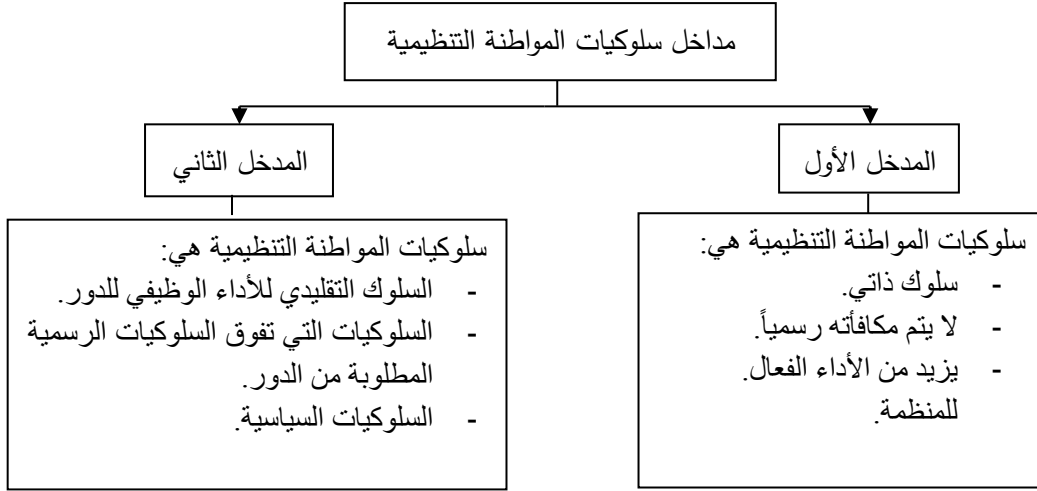 مداخل سلوكيات المواطنة التنظيمية
المدخل الأول
سلوكيات المواطنة التنظيمية هي:
- سلوك ذاتي.
- لا يتم مكافأته رسمياً.
- يزيد من الأداء الفعال
للمنظمة.
المدخل الثاني
سلوكيات المواطنة التنظيمية هي:
- السلوك التقليدي للأداء الوظيفي للدور.
- السلوكيات التي تفوق السلوكيات الرسمية
المطلوبة من الدور.
- السلوكيات السياسية.